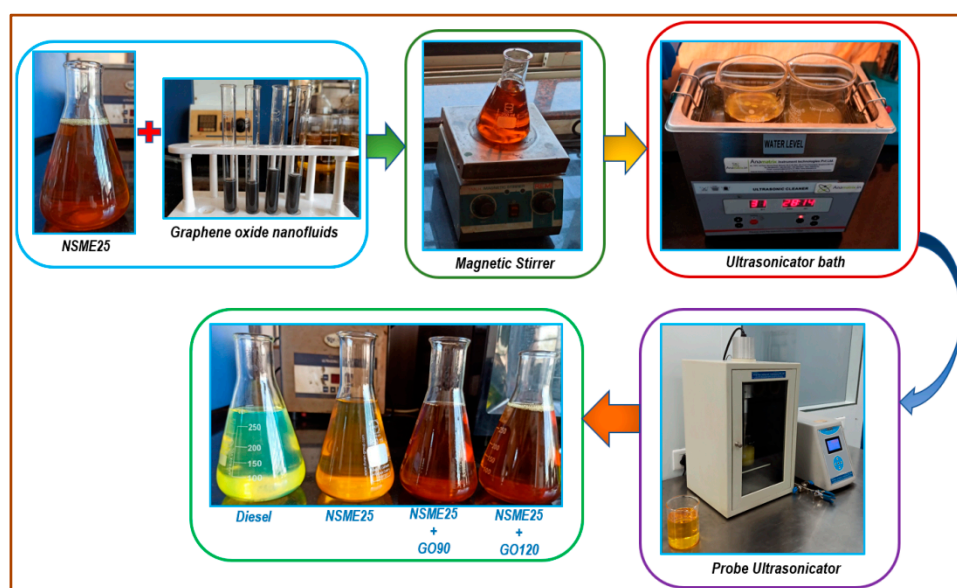 NSME25
Graphene oxide nanofluids
Magnetic Stirrer
WATER LEVEL
ULTRASONIC CLEANER
Ultrasonicator bath
250
200
150
100
Diesel
NSME25
NSME25
+
GO90
NSME25
+
GO120
Probe Ultrasonicator